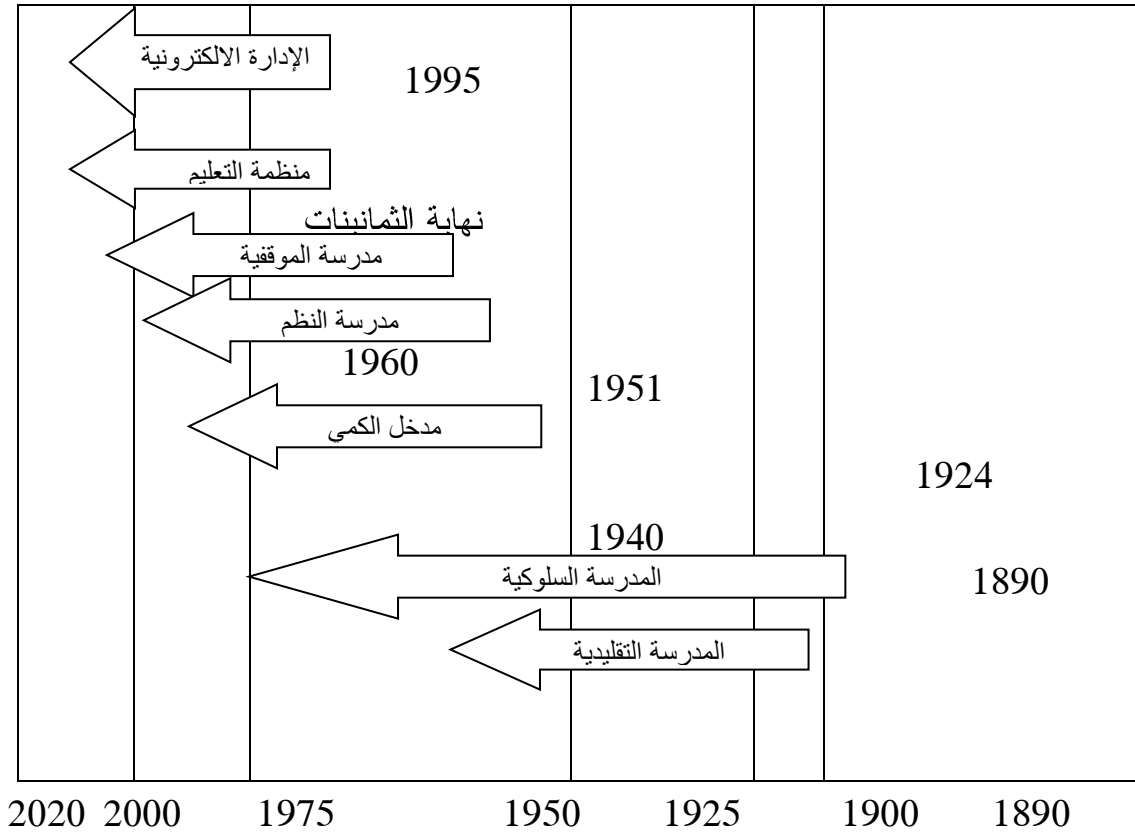 الإدارة الالكترونية
1995
منظمة التعليم
نهاية الثمانينات
مدرسة الموقفية
مدرسة النظم
1960
1951
مدخل الكمي
1924
1940
المدرسة السلوكية
1890
المدرسة التقليدية
2020 2000 1975 1950 1925 1900 1890